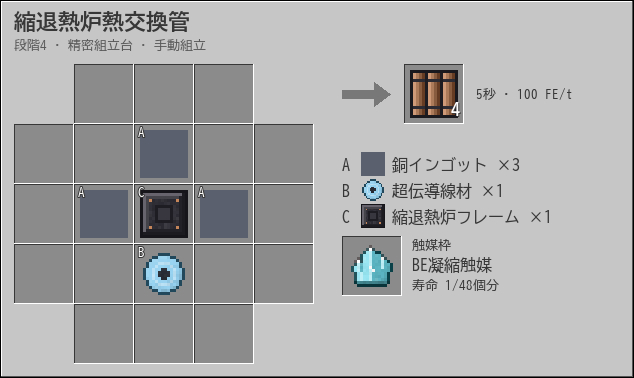 縮退熱炉熱交換管
段階4 · 精密組立台 · 手動組立
A
A
C
A
B
4
5秒 · 100 FE/t
A 銅インゴット ×3
B 超伝導線材 ×1
C 縮退熱炉フレーム ×1
触媒枠
BE凝縮触媒
寿命 1/48個分